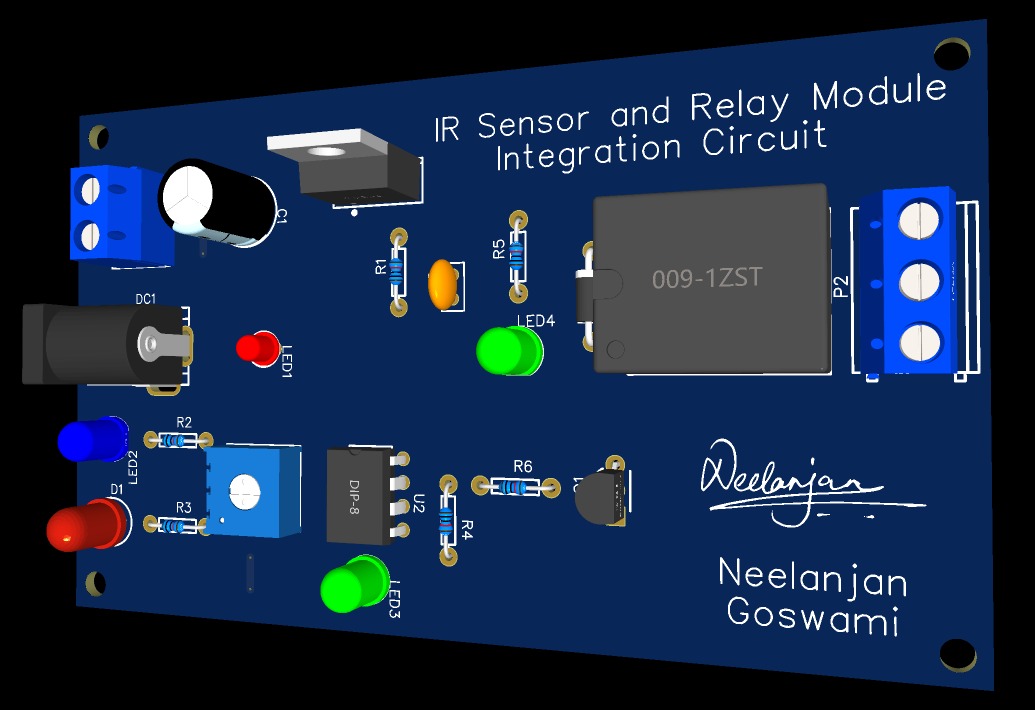 IR Sensor and Relay Module
Integration Circuit
C1
R1
R5
009-1ZST
P2
DC1
LED1
LED4
R2
LED2
D1
R3
DIP-8
U2
R4
R6
LED3
Neelanjan
Neelanjan
Goswami